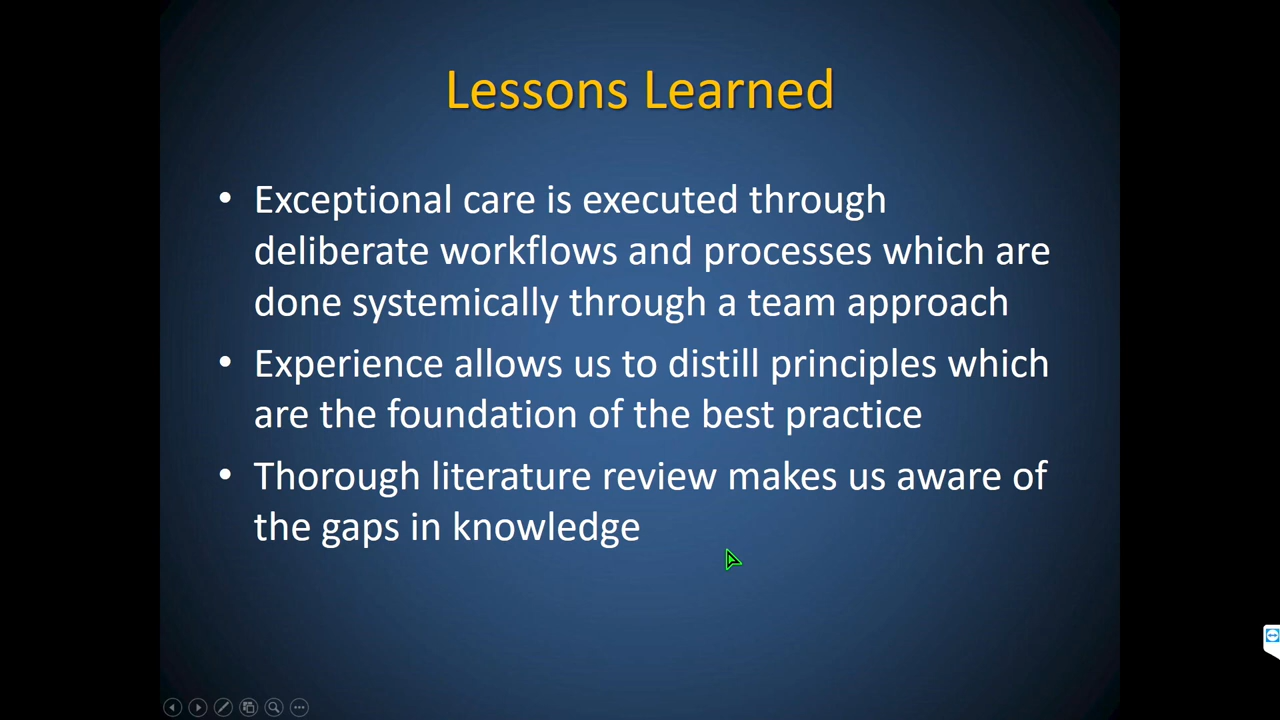 Lessons Learned
• Exceptional care is executed through
deliberate workflows and processes which are
done systemically through a team approach
• Experience allows us to distill principles which
are the foundation of the best practice
• Thorough literature review makes us aware of
the gaps in knowledge